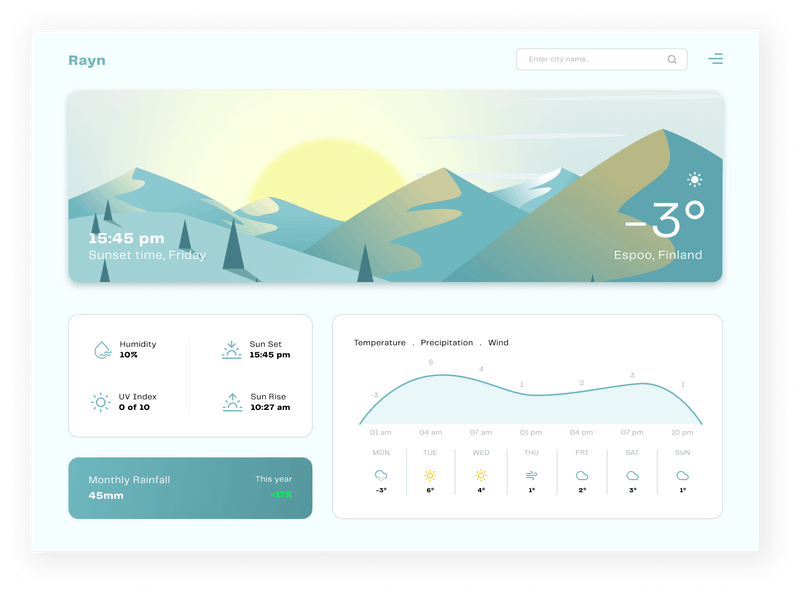 Rayn
Enter city name..
15:45 pm
Sunset time, Friday
-3°
Espoo, Finland
Humidity
10%
Sun Set
15:45 pm
UV Index
0 of 10
Sun Rise
10:27 am
Monthly Rainfall
45mm
This year
-17%
Temperature . Precipitation . Wind
-3 6 4 1 2 3 1
01 am 04 am 07 am 01 pm 04 pm 07 pm 10 pm
MON TUE WED THU FRI SAT SUN
-3° 6° 4° 1° 2° 3° 1°